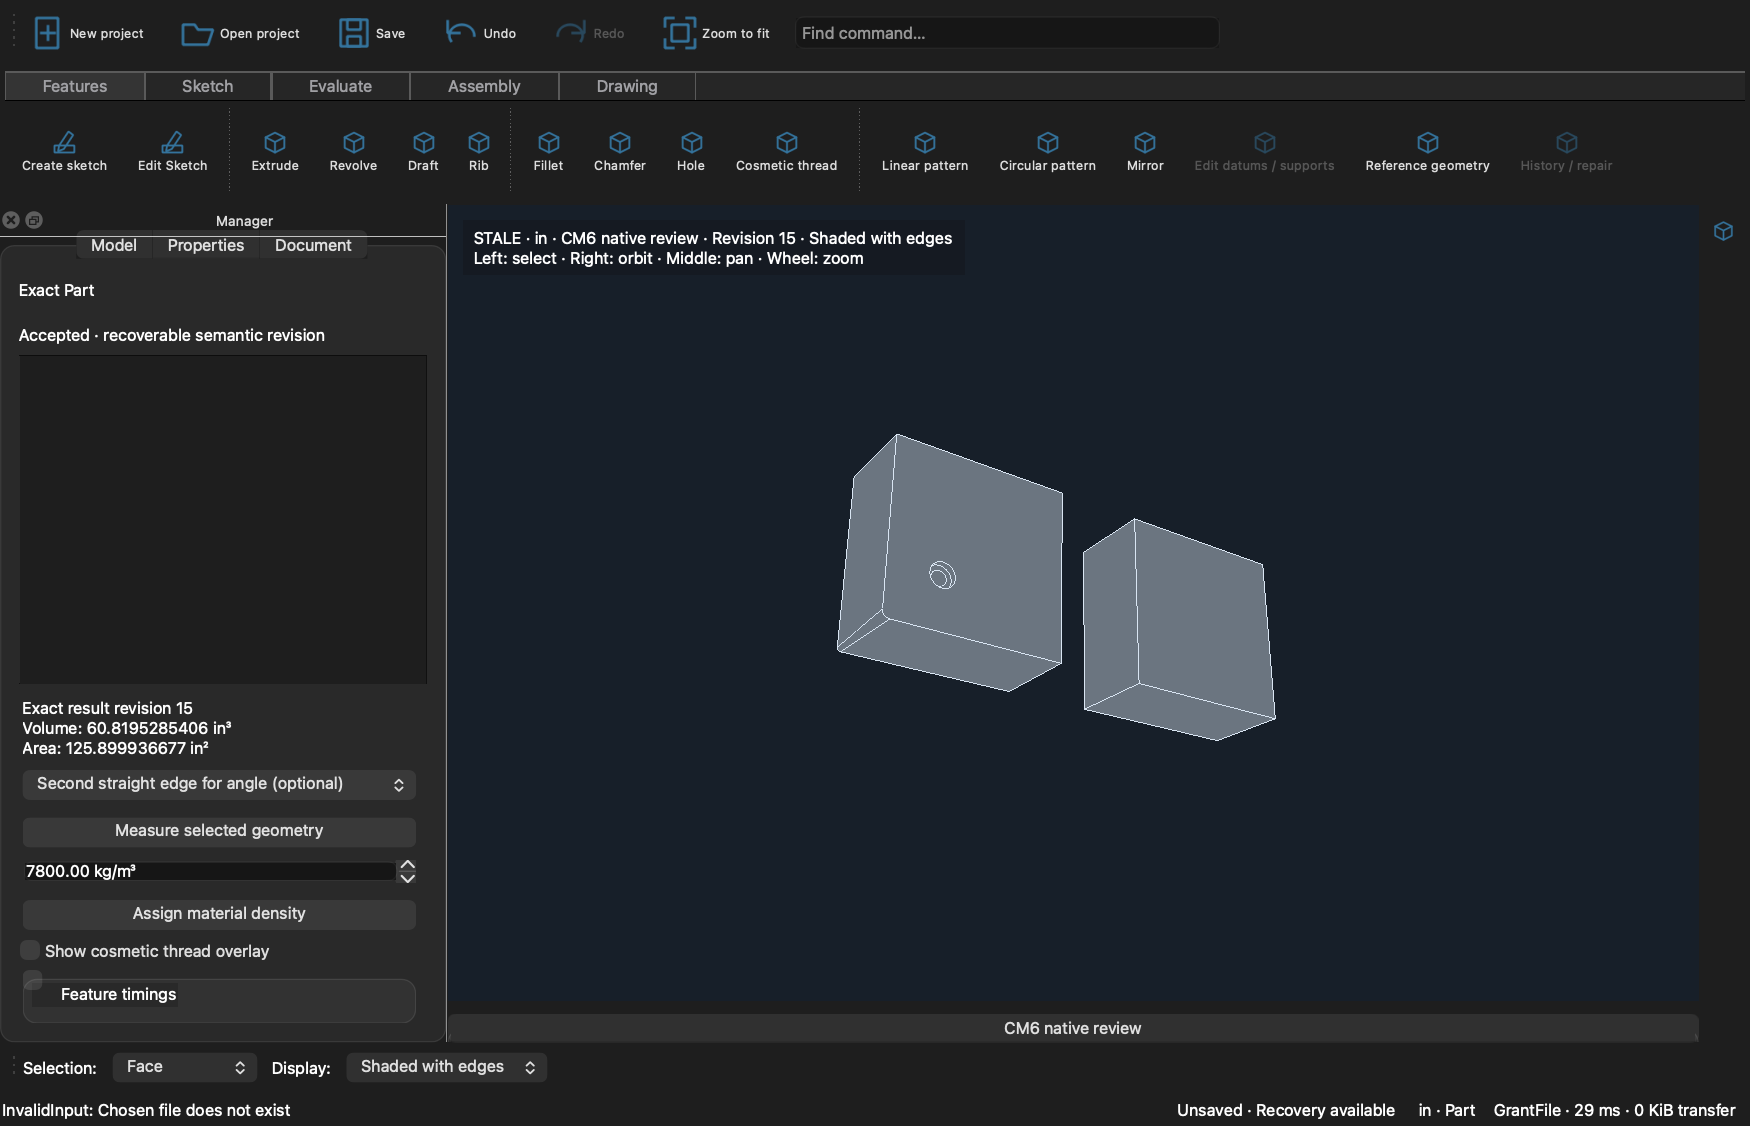 New project
Open project
Save
Undo
Redo
Zoom to fit
Find command...
Features
Sketch
Evaluate
Assembly
Drawing
Create sketch
Edit Sketch
Extrude
Revolve
Draft
Rib
Fillet
Chamfer
Hole
Cosmetic thread
Linear pattern
Circular pattern
Mirror
Edit datums / supports
Reference geometry
History / repair
Manager
Model
Properties
Document
Exact Part
Accepted · recoverable semantic revision
STALE · in · CM6 native review · Revision 15 · Shaded with edges
Left: select · Right: orbit · Middle: pan · Wheel: zoom
Exact result revision 15
Volume: 60.8195285406 in³
Area: 125.899936677 in²
Second straight edge for angle (optional)
Measure selected geometry
7800.00 kg/m³
Assign material density
Show cosmetic thread overlay
Feature timings
CM6 native review
Selection:
Face
Display:
Shaded with edges
InvalidInput: Chosen file does not exist
Unsaved · Recovery available
in · Part
GrantFile · 29 ms · 0 KiB transfer